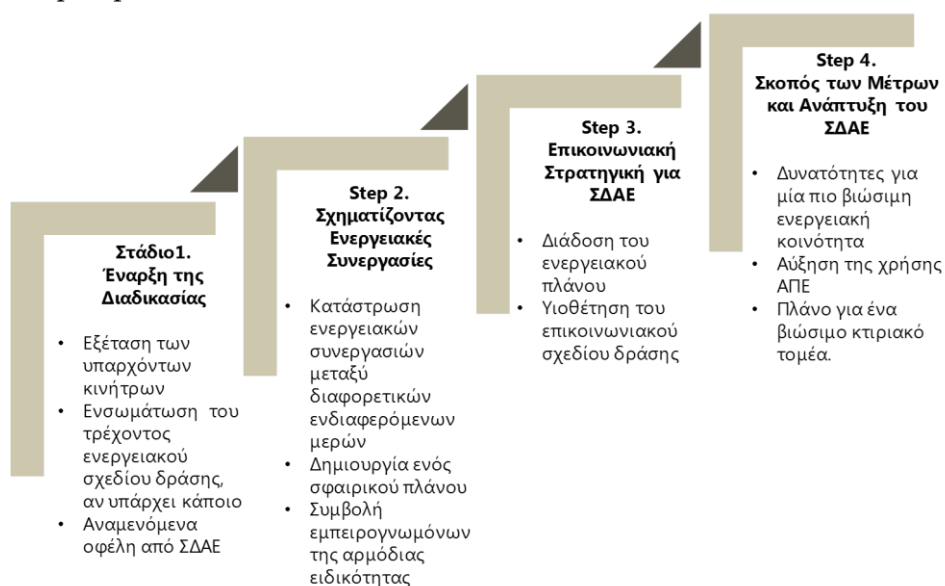 Στάδιο1.
Έναρξη της
Διαδικασίας
• Εξέταση των
υπαρχόντων
κινήτρων
• Ενσωμάτωση του
τρέχοντος
ενεργειακού
σχεδίου δράσης,
αν υπάρχει κάποιο
• Αναμενόμενα
οφέλη από ΣΔΑΕ
Step 2.
Σχηματίζοντας
Ενεργειακές
Συνεργασίες
• Κατάστρωση
ενεργειακών
συνεργασιών
μεταξύ
διαφορετικών
ενδιαφερόμενων
μερών
• Δημιουργία ενός
σφαιρικού πλάνου
• Συμβολή
εμπειρογνωμόνων
της αρμόδιας
ειδικότητας
Step 3.
Επικοινωνιακή
Στρατηγική για
ΣΔΑΕ
• Διάδοση του
ενεργειακού
πλάνου
• Υιοθέτηση του
επικοινωνιακού
σχεδίου δράσης
Step 4.
Σκοπός των Μέτρων
και Ανάπτυξη του
ΣΔΑΕ
• Δυνατότητες για
μία πιο βιώσιμη
ενεργειακή
κοινότητα
• Αύξηση της χρήσης
ΑΠΕ
• Πλάνο για ένα
βιώσιμο κτιριακό
τομέα.